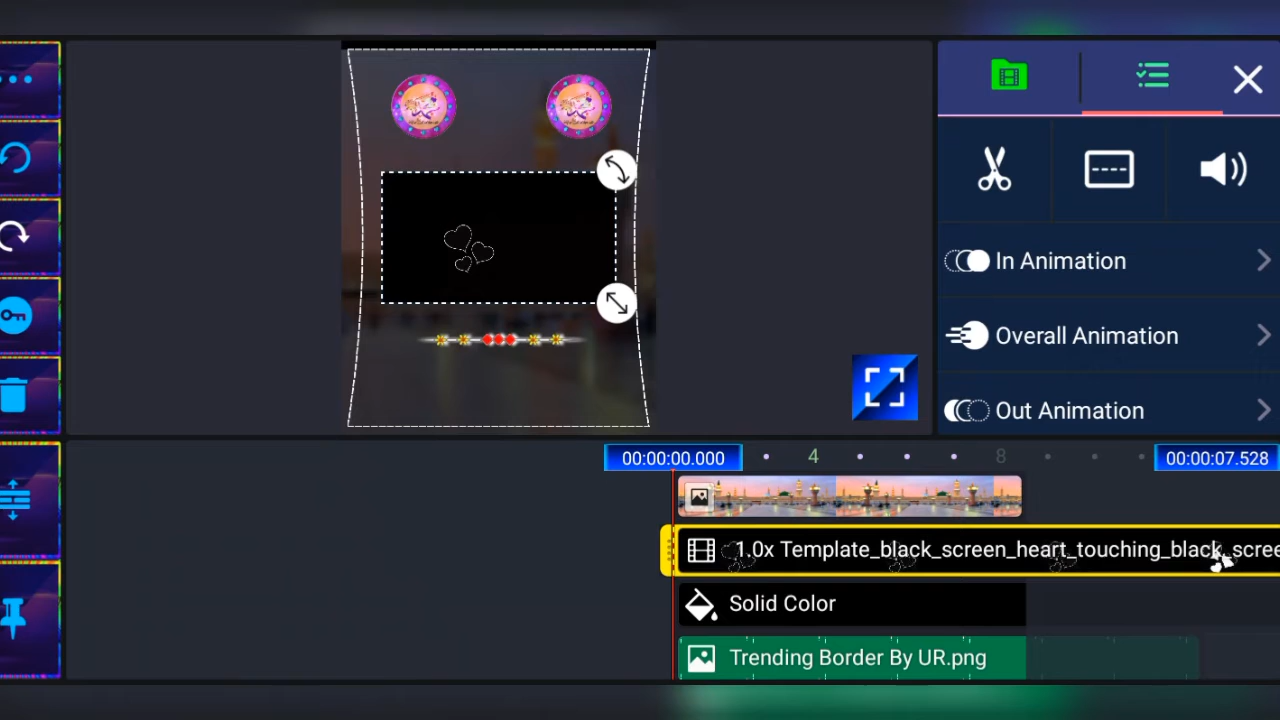 In Animation
Overall Animation
Out Animation
00:00:00.000
4
8
00:00:07.528
1.0x Template_black_screen_heart_touching_black_scree
Solid Color
Trending Border By UR.png